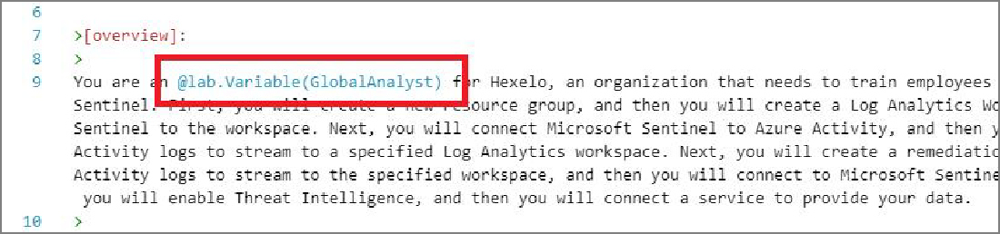 6
7 >[overview]:
8 >
9 You are an @lab.Variable(GlobalAnalyst) for Hexelo, an organization that needs to train employees
Sentinel. First, you will create a new resource group, and then you will create a Log Analytics Wo
Sentinel to the workspace. Next, you will connect Microsoft Sentinel to Azure Activity, and then y
Activity logs to stream to a specified Log Analytics workspace. Next, you will create a remediatio
Activity logs to stream to the specified workspace, and then you will connect to Microsoft Sentine
you will enable Threat Intelligence, and then you will connect a service to provide your data.
10 >